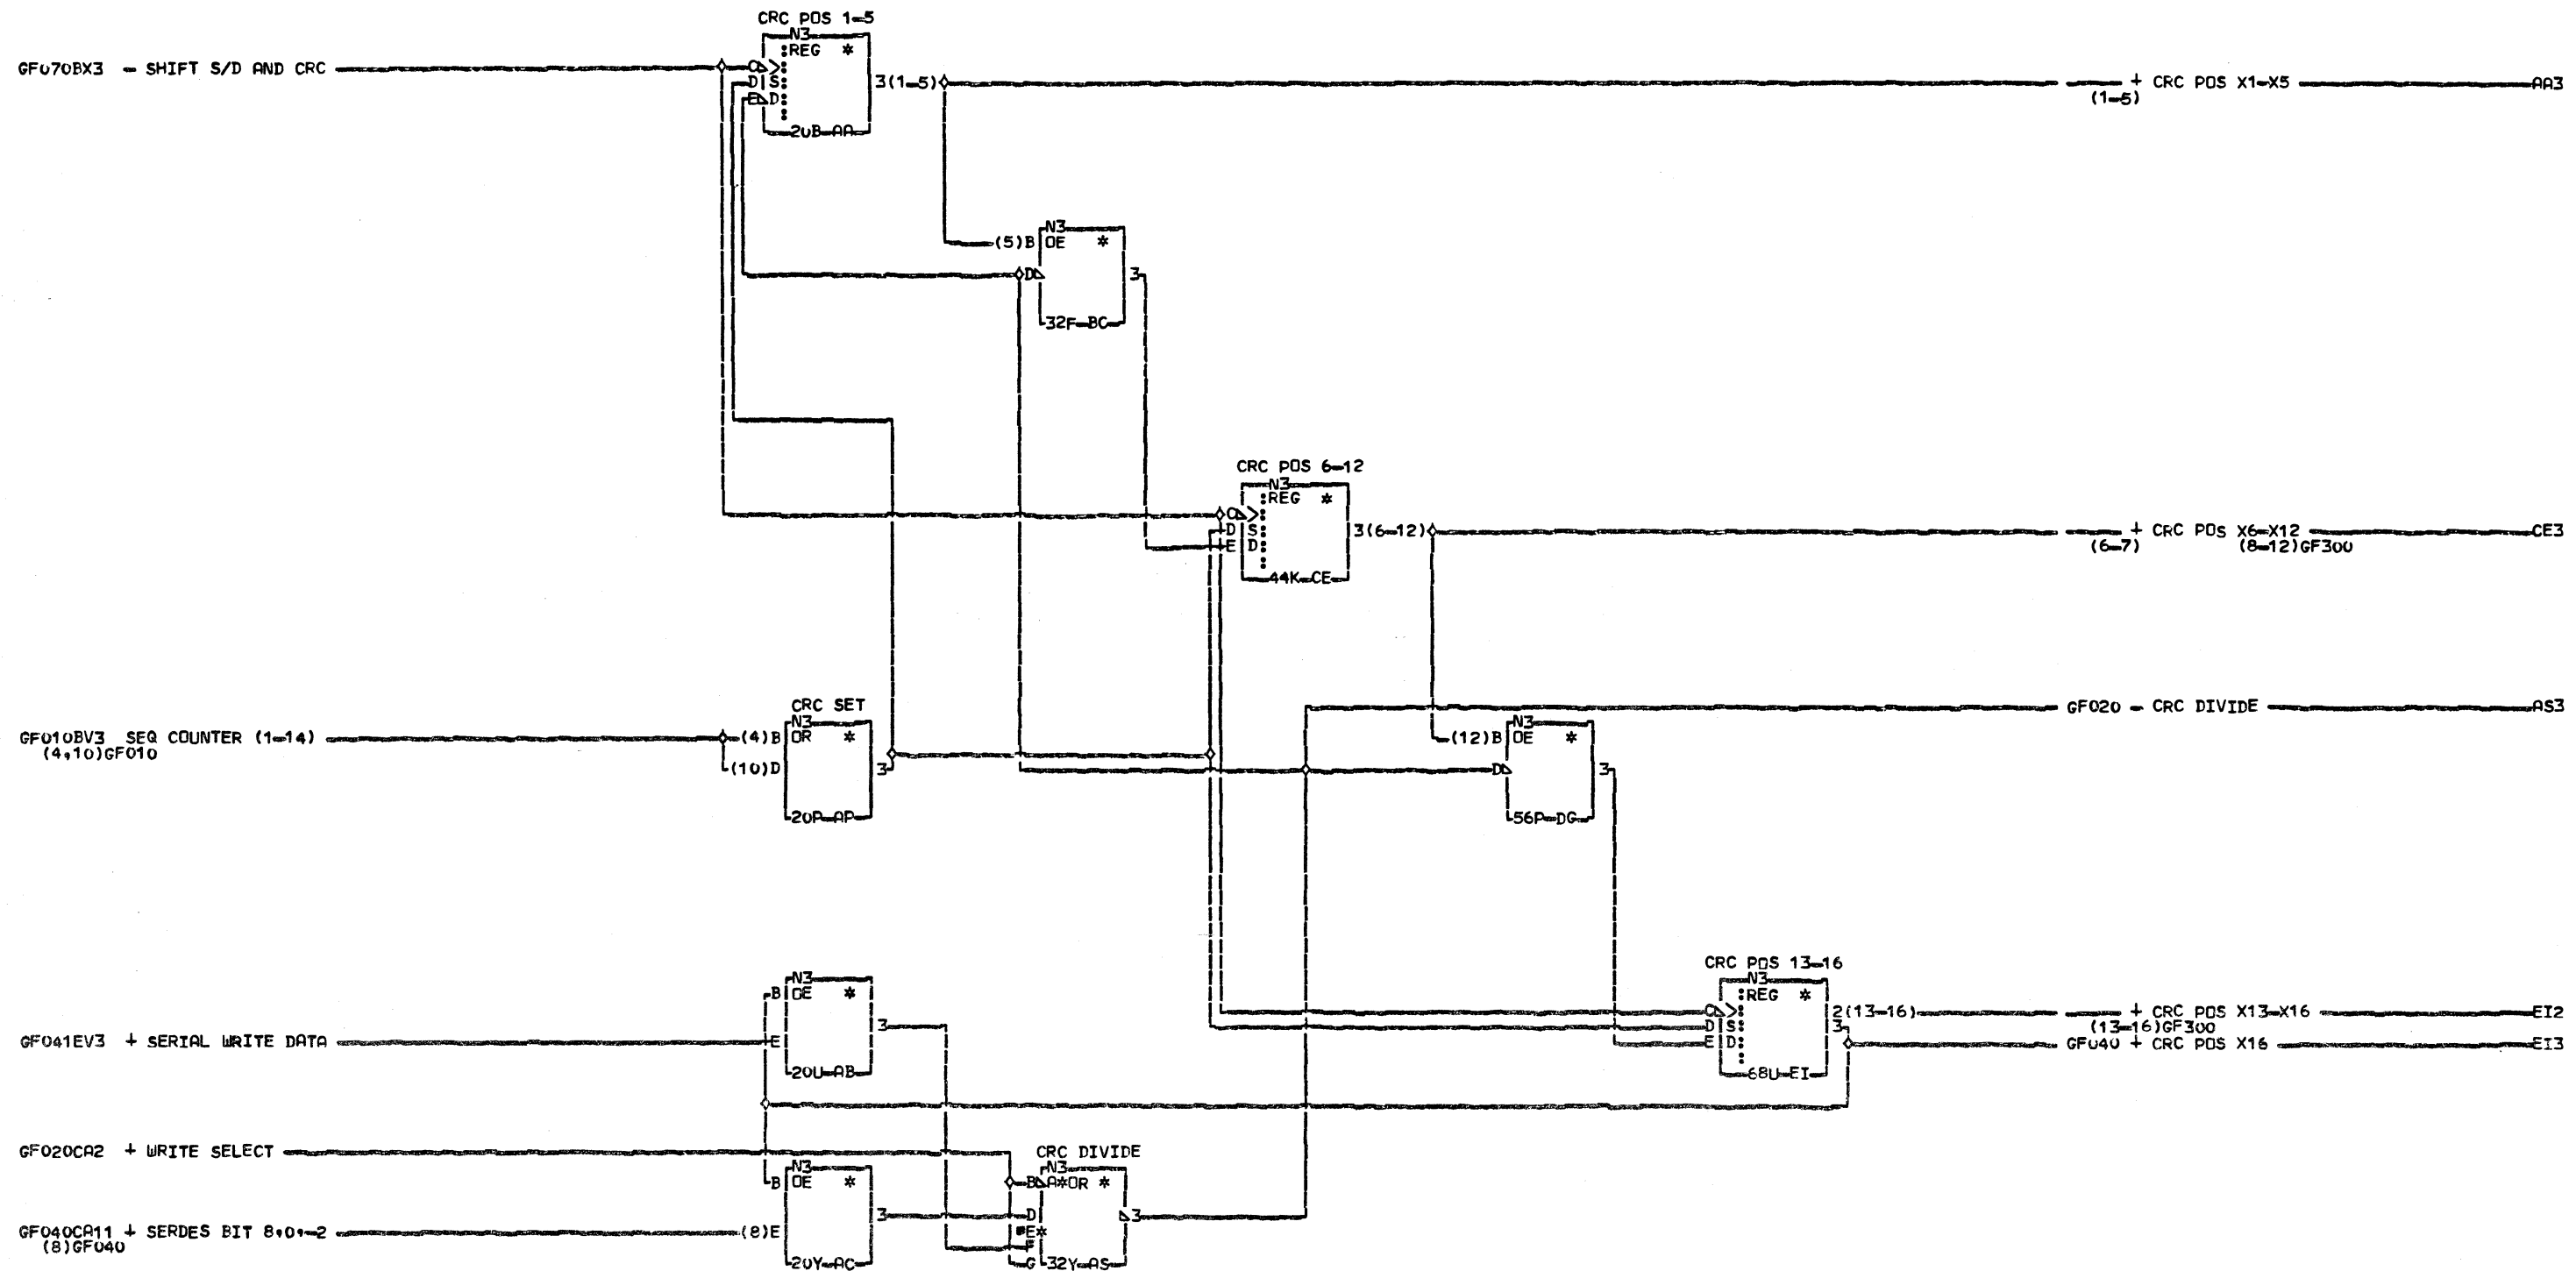 CRC POS 1-5
N3
REG *
GF070BX3 - SHIFT S/D AND CRC
C
D S
E D
3(1-5)
+ CRC POS X1-X5
AA3
(1-5)
20B-AA
N3
(5)B OE *
D
3
32F-BC
CRC POS 6-12
N3
REG *
C
D S
E D
3(6-12)
+ CRC POS X6-X12
CE3
(6-7)
(8-12)GF300
44K-CE
CRC SET
N3
GF020 - CRC DIVIDE
AS3
GF010BV3 SEQ COUNTER (1-14)
(4,10)GF010
(4)B OR *
(10)D
3
20P-AP
N3
(12)B OE *
D
3
56P-DG
CRC POS 13-16
N3
REG *
C
D S
E D
2(13-16)
3
+ CRC POS X13-X16
EI2
(13-16)GF300
GF040 + CRC POS X16
EI3
68U-EI
N3
B OE *
3
GF041EV3 + SERIAL WRITE DATA
E
20U-AB
GF020CA2 + WRITE SELECT
CRC DIVIDE
N3
B OE *
3
N3
B A*OR *
D
3
E*
F
G
32Y-AS
GF040CA11 + SERDES BIT 8,0,-2
(8)GF040
(8)E
20Y-AC